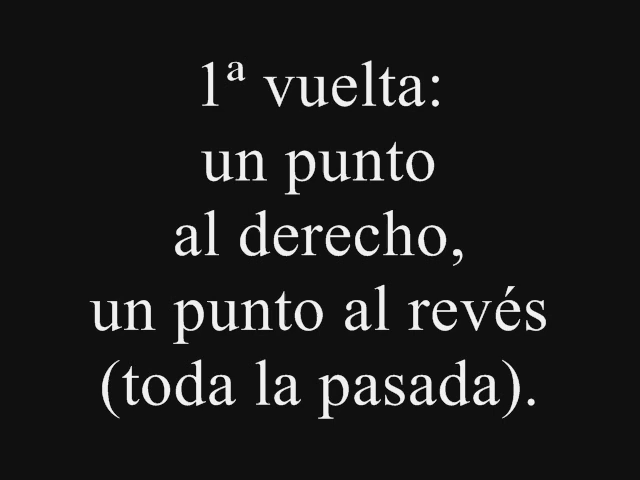 1ª vuelta:
un punto
al derecho,
un punto al revés
(toda la pasada).